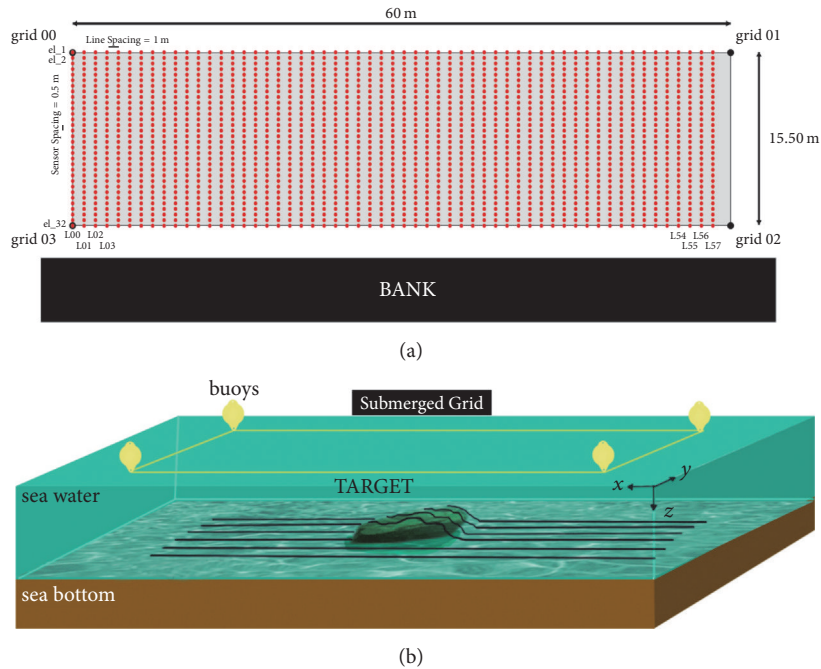 60 m
grid 00
grid 01
el_1
Line Spacing = 1 m
el_2
Sensor Spacing = 0.5 m
15.50 m
el_32
grid 03
grid 02
L00 L02
L01 L03
L54 L56
L55 L57
BANK
(a)
buoys
Submerged Grid
sea water
TARGET
x
y
z
sea bottom
(b)